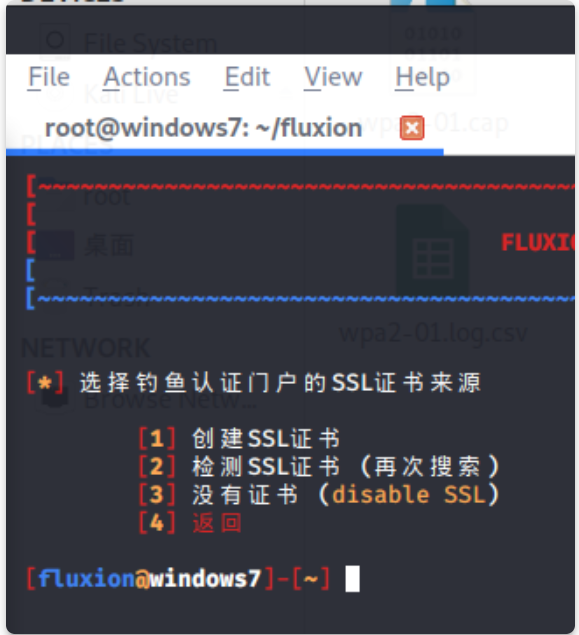 DEVICES
File System
01010
01101
File Actions Edit View Help
Kali Live
root@windows7: ~/fluxion
wpa2-01.cap
PLACES
[~~~~~~~~~~~~~~~~~~~~~~~~~~~~~~~~~~~~~~~~
[ root
[ 桌面 FLUXIO
[
[~~~~~~~~~~~~~~~~~~~~~~~~~~~~~~~~~~~~~~~~
Trash
wpa2-01.log.csv
NETWORK
[*] 选择钓鱼认证门户的SSL证书来源
Browse Netw...
[1] 创建SSL证书
[2] 检测SSL证书 (再次搜索)
[3] 没有证书 (disable SSL)
[4] 返回
[fluxion@windows7]-[~]